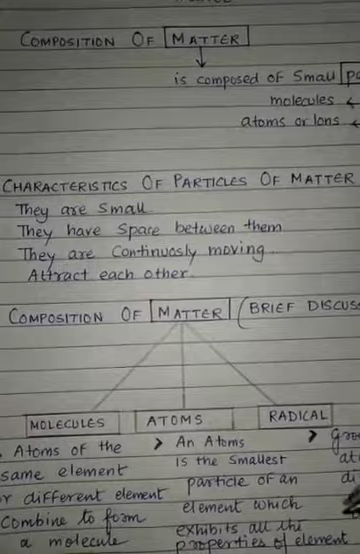 COMPOSITION OF MATTER
is composed of Small
molecules
atoms or Ions
CHARACTERISTICS OF PARTICLES OF MATTER
They are Small
They have Space between them
They are Continuosly moving
Attract each other
COMPOSITION OF MATTER (BRIEF
MOLECULES ATOMS RADICAL
Atoms of the
same element
different element
Combine to form
a molecule
> An Atom
is the Smallest
particle of an
element which
exhibits all the
properties of element
>